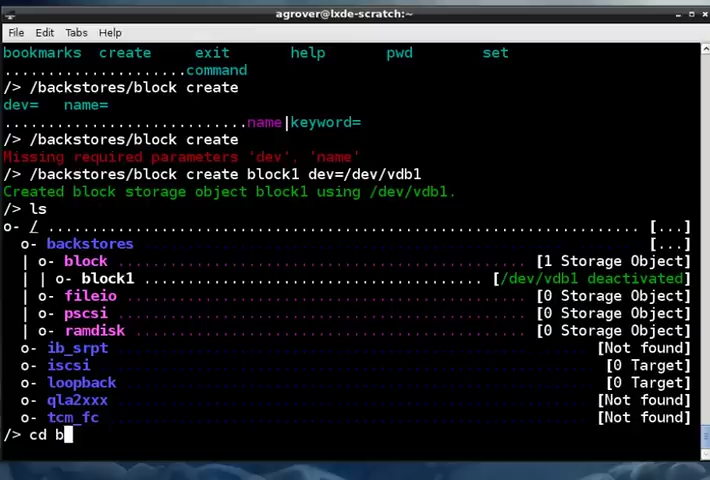 agrover@lxde-scratch:~
File Edit Tabs Help
bookmarks create exit help pwd set
.....................command
/> /backstores/block create
dev= name=
............................name|keyword=
/> /backstores/block create
Missing required parameters 'dev', 'name'
/> /backstores/block create block1 dev=/dev/vdb1
Created block storage object block1 using /dev/vdb1.
/> ls
o- / .................................................................... [...]
o- backstores ......................................................... [...]
| o- block ................................................ [1 Storage Object]
| | o- block1 ........................................ [/dev/vdb1 deactivated]
| o- fileio ............................................... [0 Storage Object]
| o- pscsi ................................................ [0 Storage Object]
| o- ramdisk .............................................. [0 Storage Object]
o- ib_srpt ....................................................... [Not found]
o- iscsi .......................................................... [0 Target]
o- loopback ....................................................... [0 Target]
o- qla2xxx ....................................................... [Not found]
o- tcm_fc ........................................................ [Not found]
/> cd b